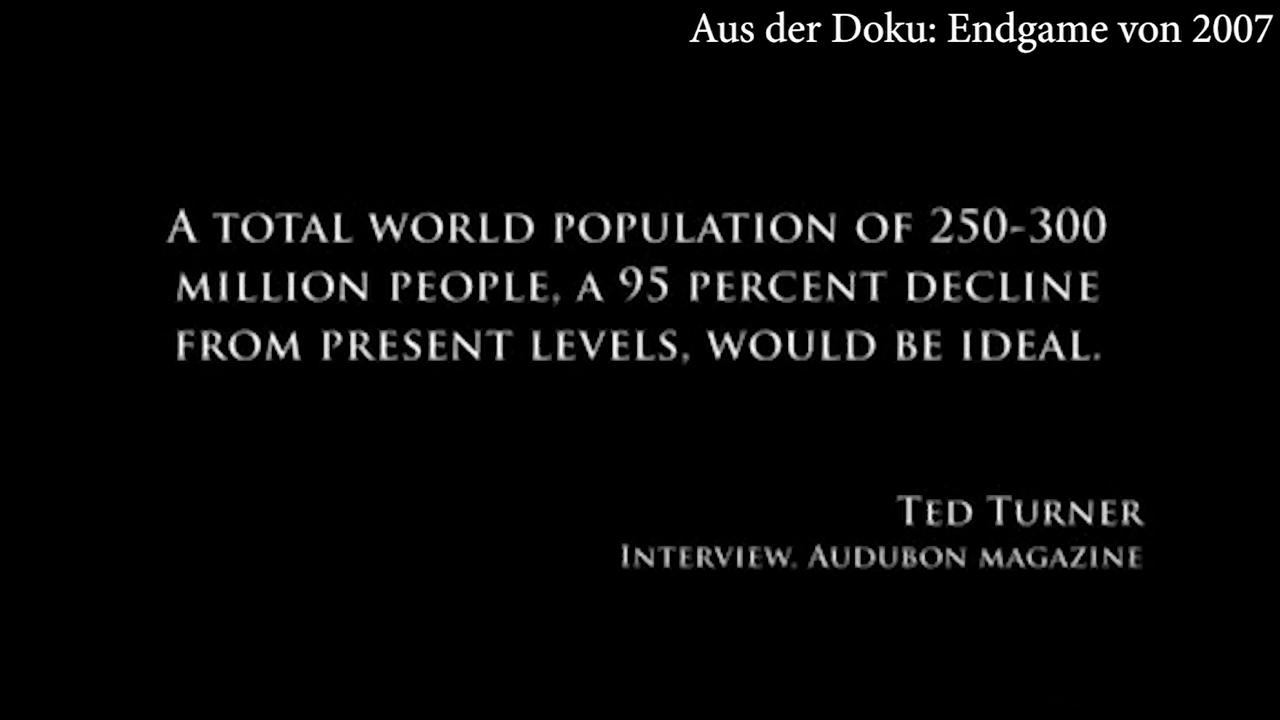 Aus der Doku: Endgame von 2007
A TOTAL WORLD POPULATION OF 250-300
MILLION PEOPLE, A 95 PERCENT DECLINE
FROM PRESENT LEVELS, WOULD BE IDEAL.
TED TURNER
INTERVIEW. AUDUBON MAGAZINE